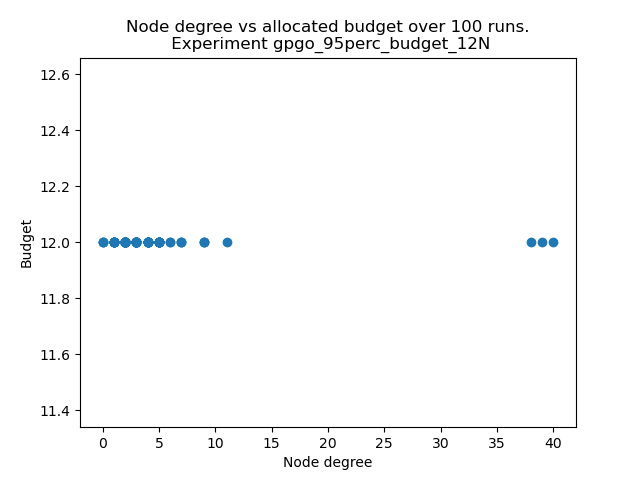 Node degree vs allocated budget over 100 runs.
Experiment gpgo_95perc_budget_12N
12.6
12.4
12.2
12.0
11.8
11.6
11.4
Budget
0 5 10 15 20 25 30 35 40
Node degree